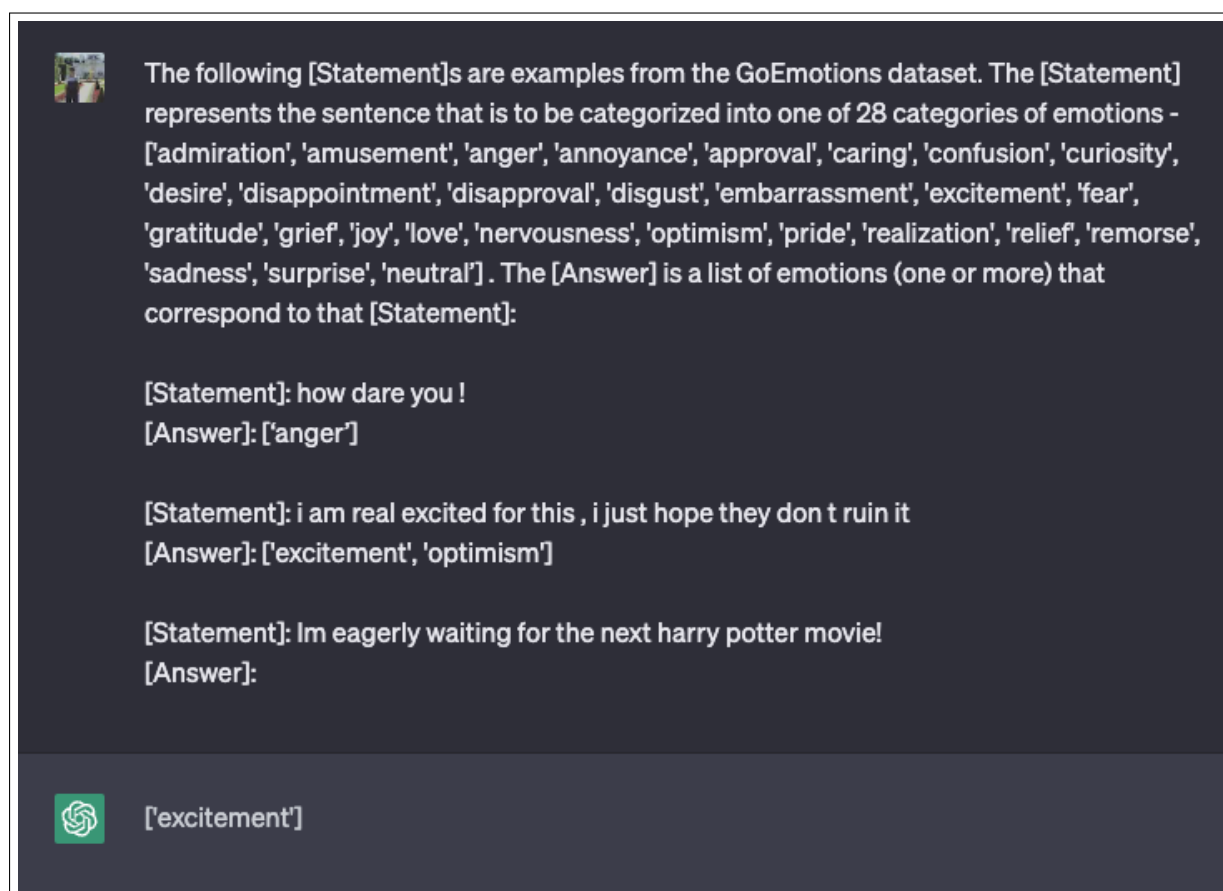 The following [Statement]s are examples from the GoEmotions dataset. The [Statement]
represents the sentence that is to be categorized into one of 28 categories of emotions -
['admiration', 'amusement', 'anger', 'annoyance', 'approval', 'caring', 'confusion', 'curiosity',
'desire', 'disappointment', 'disapproval', 'disgust', 'embarrassment', 'excitement', 'fear',
'gratitude', 'grief', 'joy', 'love', 'nervousness', 'optimism', 'pride', 'realization', 'relief', 'remorse',
'sadness', 'surprise', 'neutral’] . The [Answer] is a list of emotions (one or more) that
correspond to that [Statement]:
[Statement]: how dare you !
[Answer]: [‘anger’]
[Statement]: i am real excited for this , i just hope they don t ruin it
[Answer]: ['excitement', 'optimism']
[Statement]: Im eagerly waiting for the next harry potter movie!
[Answer]:
['excitement']